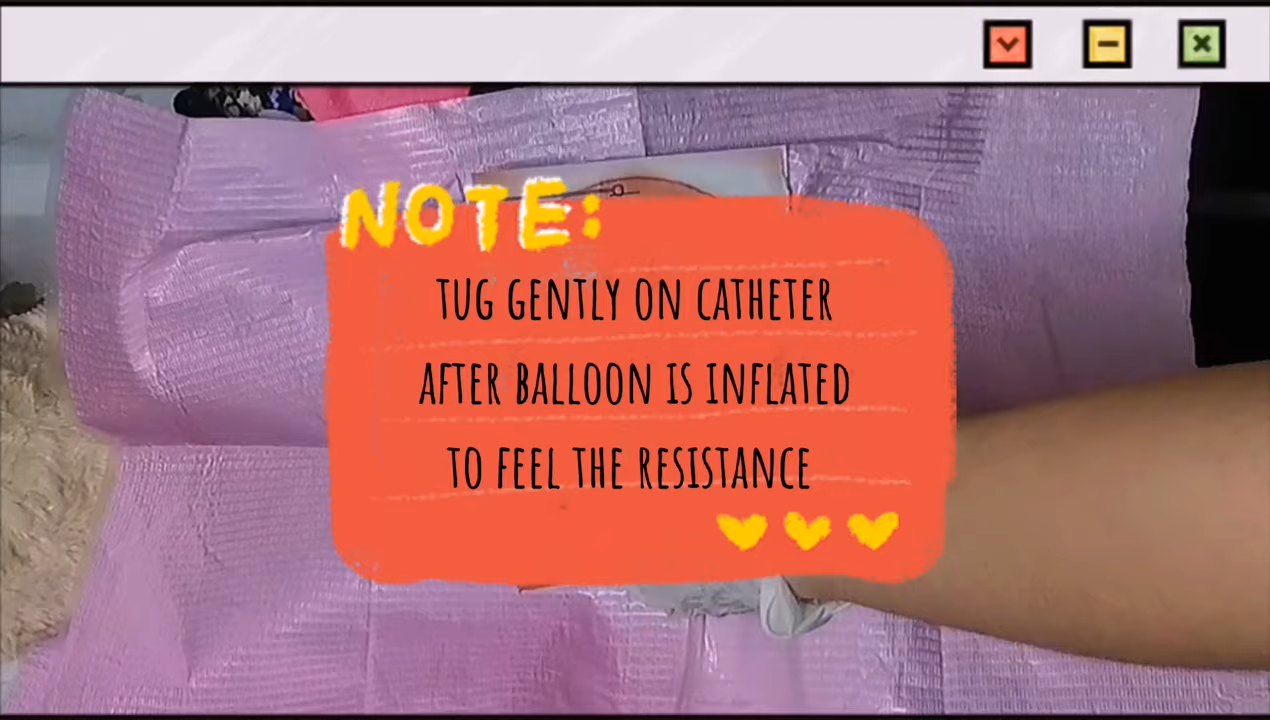 NOTE:
TUG GENTLY ON CATHETER
AFTER BALLOON IS INFLATED
TO FEEL THE RESISTANCE